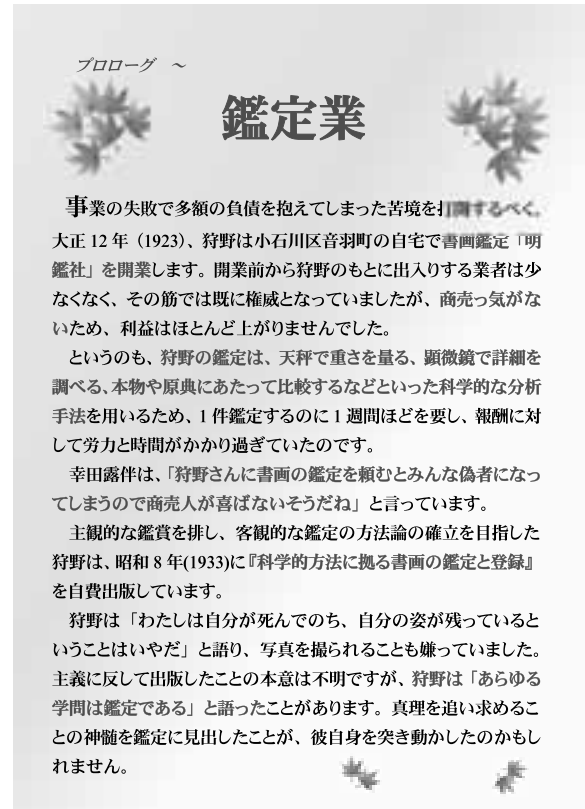 プロローグ　～
鑑定業
事業の失敗で多額の負債を抱えてしまった苦境を打開するべく、
大正 12 年（1923）、狩野は小石川区音羽町の自宅で書画鑑定「明
鑑社」を開業します。開業前から狩野のもとに出入りする業者は少
なくなく、その筋では既に権威となっていましたが、商売っ気がな
いため、利益はほとんど上がりませんでした。
というのも、狩野の鑑定は、天秤で重さを量る、顕微鏡で詳細を
調べる、本物や原典にあたって比較するなどといった科学的な分析
手法を用いるため、1 件鑑定するのに 1 週間ほどを要し、報酬に対
して労力と時間がかかり過ぎていたのです。
幸田露伴は、「狩野さんに書画の鑑定を頼むとみんな偽者になっ
てしまうので商売人が喜ばないそうだね」と言っています。
主観的な鑑賞を排し、客観的な鑑定の方法論の確立を目指した
狩野は、昭和 8 年(1933)に『科学的方法に拠る書画の鑑定と登録』
を自費出版しています。
狩野は「わたしは自分が死んでのち、自分の姿が残っていると
いうことはいやだ」と語り、写真を撮られることも嫌っていました。
主義に反して出版したことの本意は不明ですが、狩野は「あらゆる
学問は鑑定である」と語ったことがあります。真理を追い求めるこ
との神髄を鑑定に見出したことが、彼自身を突き動かしたのかもし
れません。